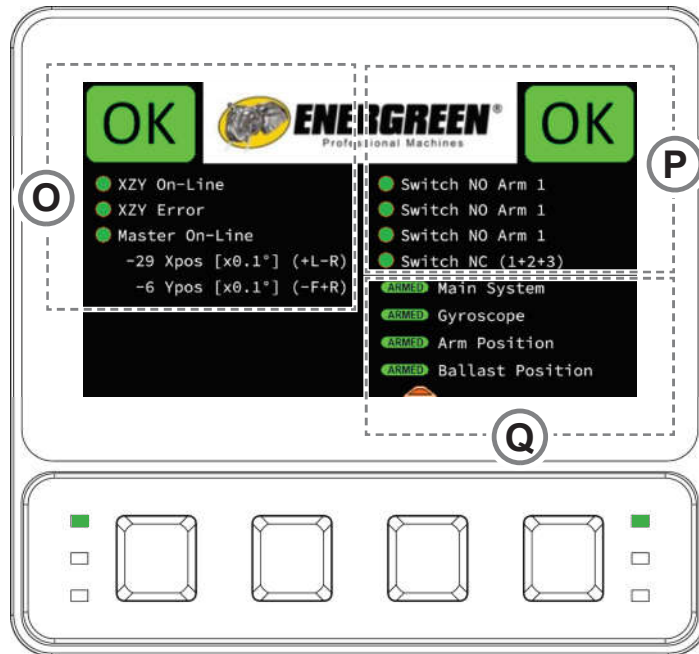 OK
ENERGREEN®
Professional Machines
OK
O
XZY On-Line
XZY Error
Master On-Line
-29 Xpos [x0.1°] (+L-R)
-6 Ypos [x0.1°] (-F+R)
P
Switch NO Arm 1
Switch NO Arm 1
Switch NO Arm 1
Switch NC (1+2+3)
ARMED Main System
ARMED Gyroscope
ARMED Arm Position
ARMED Ballast Position
Q